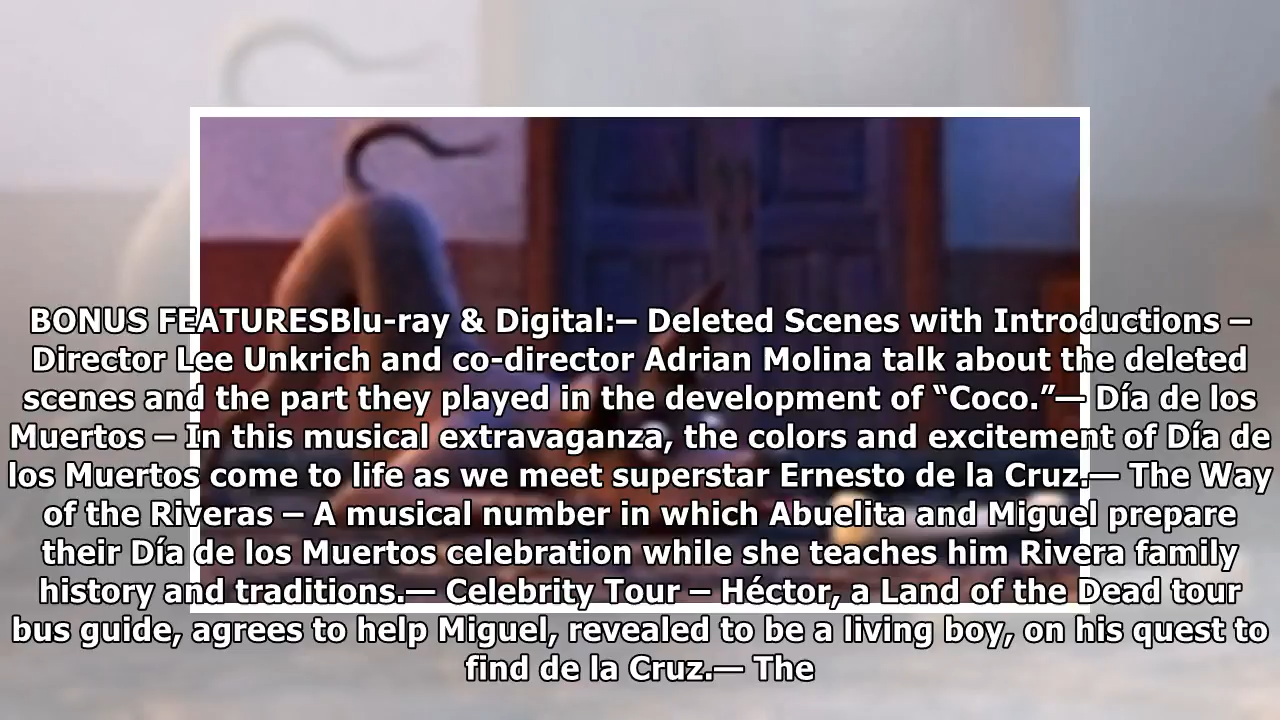 BONUS FEATURESBlu-ray & Digital:– Deleted Scenes with Introductions –
Director Lee Unkrich and co-director Adrian Molina talk about the deleted
scenes and the part they played in the development of “Coco.”— Día de los
Muertos – In this musical extravaganza, the colors and excitement of Día de
los Muertos come to life as we meet superstar Ernesto de la Cruz.— The Way
of the Riveras – A musical number in which Abuelita and Miguel prepare
their Día de los Muertos celebration while she teaches him Rivera family
history and traditions.— Celebrity Tour – Héctor, a Land of the Dead tour
bus guide, agrees to help Miguel, revealed to be a living boy, on his quest to
find de la Cruz.— The